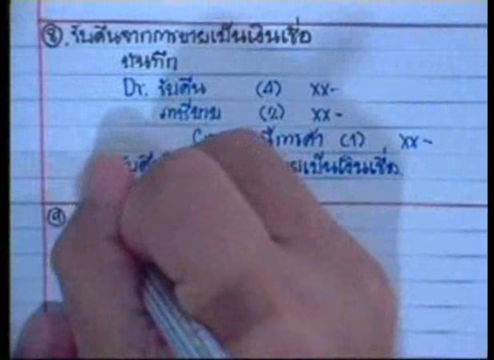 ⑧. รับคืนจากการขายเป็นเงินเชื่อ
บันทึก
Dr. รับคืน (4) xx-
ภาษีขาย (2) xx-
(1) xx-
ขายเป็นเงินเชื่อ.
⑨